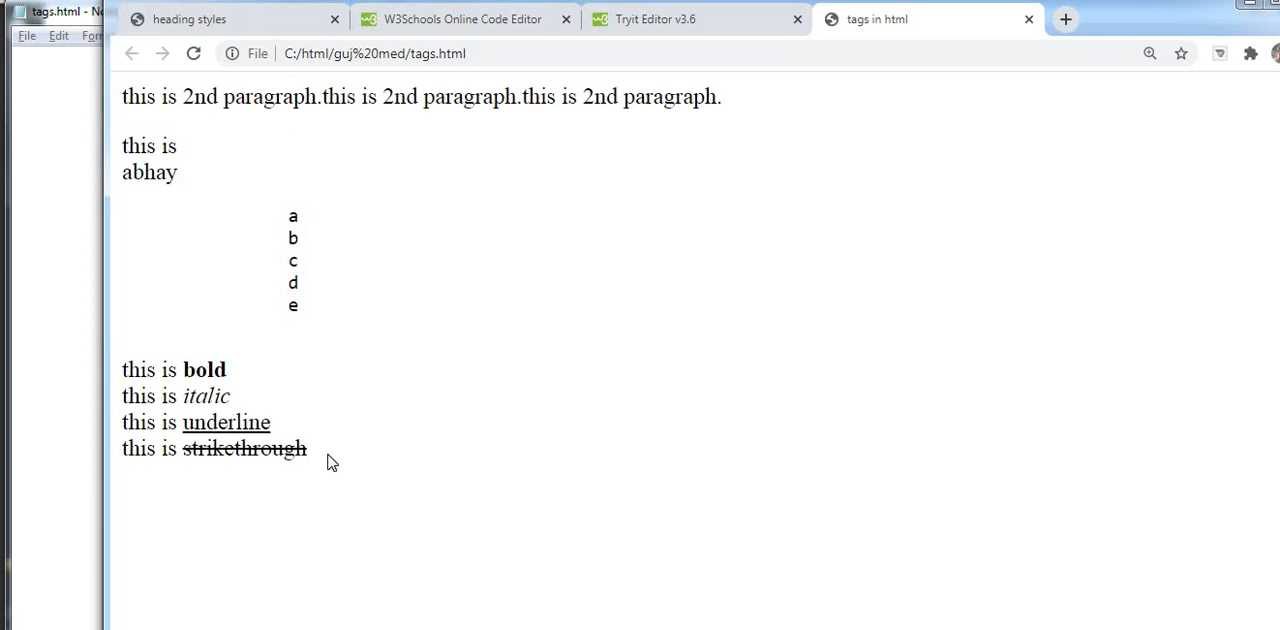 tags.html - No
File Edit For
heading styles
W3Schools Online Code Editor
Tryit Editor v3.6
tags in html
File C:/html/guj%20med/tags.html
this is 2nd paragraph.this is 2nd paragraph.this is 2nd paragraph.
this is
abhay
a
b
c
d
e
this is bold
this is italic
this is underline
this is strikethrough